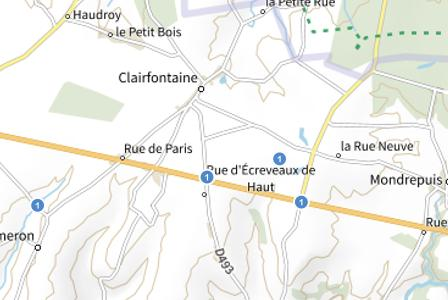 la Petite Rue
Haudroy
le Petit Bois
Clairfontaine
Rue de Paris
la Rue Neuve
1
Rue d'Écreveaux de
Haut
Mondrepuis
1
1
1
meron
Rue
D493